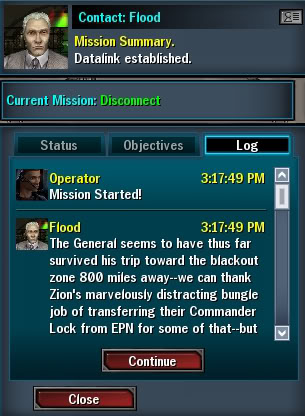 Contact: Flood
Mission Summary.
Datalink established.
Current Mission: Disconnect
Status Objectives Log
Operator 3:17:49 PM
Mission Started!
Flood 3:17:49 PM
The General seems to have thus far
survived his trip toward the blackout
zone 800 miles away--we can thank
Zion's marvelously distracting bungle
job of transferring their Commander
Lock from EPN for some of that--but
Continue
Close